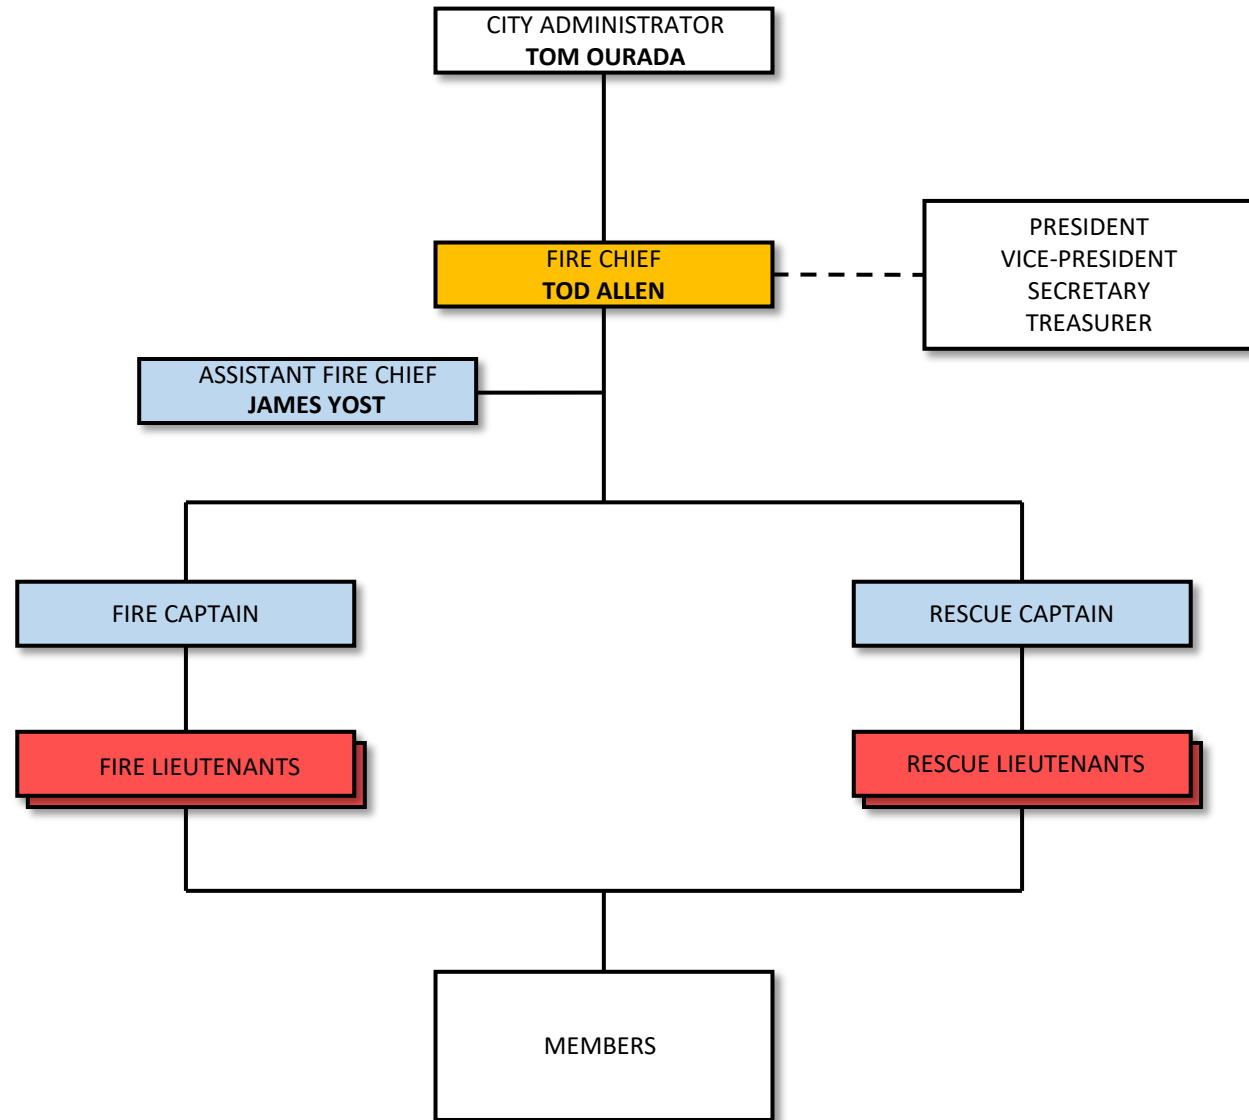 CITY ADMINISTRATOR
TOM OURADA
FIRE CHIEF
TOD ALLEN
PRESIDENT
VICE-PRESIDENT
SECRETARY
TREASURER
ASSISTANT FIRE CHIEF
JAMES YOST
FIRE CAPTAIN
RESCUE CAPTAIN
FIRE LIEUTENANTS
RESCUE LIEUTENANTS
MEMBERS